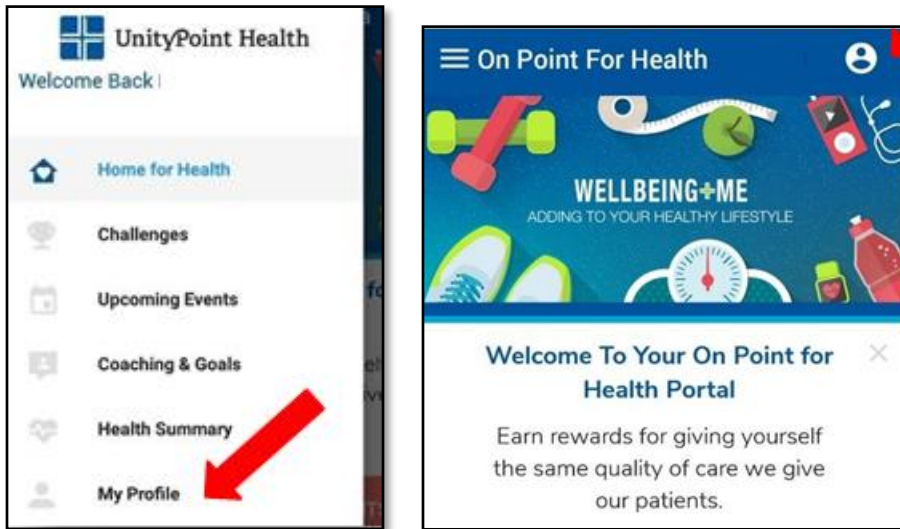 UnityPoint Health
Welcome Back
Home for Health
Challenges
Upcoming Events
Coaching & Goals
Health Summary
My Profile
On Point For Health
WELLBEING+ME
ADDING TO YOUR HEALTHY LIFESTYLE
Welcome To Your On Point for
Health Portal
Earn rewards for giving yourself
the same quality of care we give
our patients.